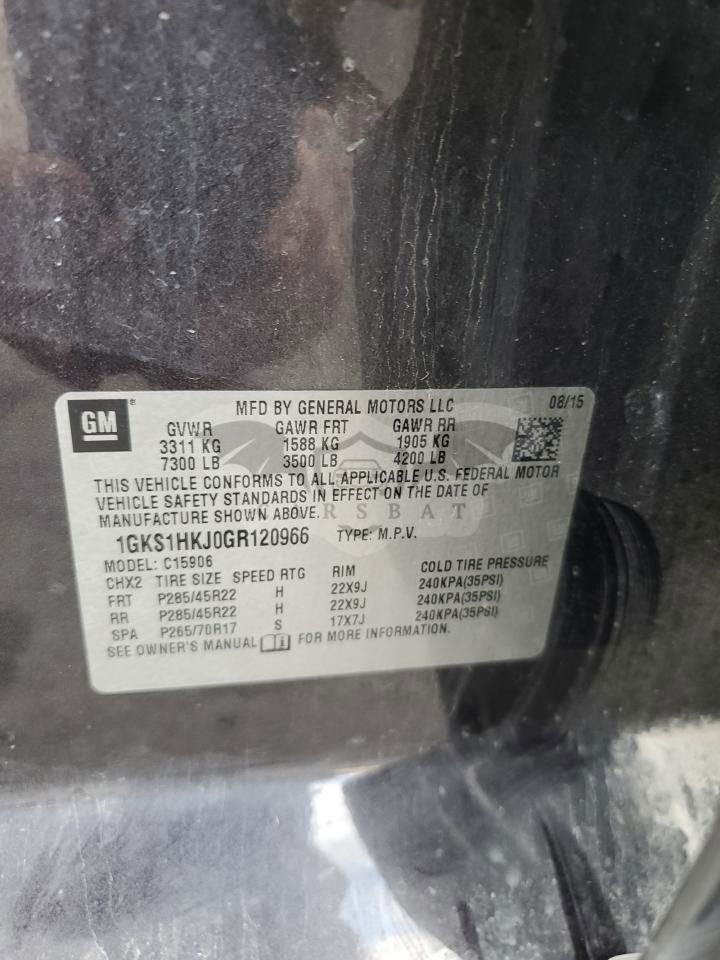 GM
MFD BY GENERAL MOTORS LLC 08/15
GVWR GAWR FRT GAWR RR
3311 KG 1588 KG 1905 KG
7300 LB 3500 LB 4200 LB
THIS VEHICLE CONFORMS TO ALL APPLICABLE U.S. FEDERAL MOTOR
VEHICLE SAFETY STANDARDS IN EFFECT ON THE DATE OF
MANUFACTURE SHOWN ABOVE.
1GKS1HKJ0GR120966 TYPE: M.P.V.
MODEL: C15906
CHX2 TIRE SIZE SPEED RTG RIM COLD TIRE PRESSURE
FRT P285/45R22 H 22X9J 240KPA(35PSI)
RR P285/45R22 H 22X9J 240KPA(35PSI)
SPA P265/70R17 S 17X7J 240KPA(35PSI)
SEE OWNER'S MANUAL FOR MORE INFORMATION.